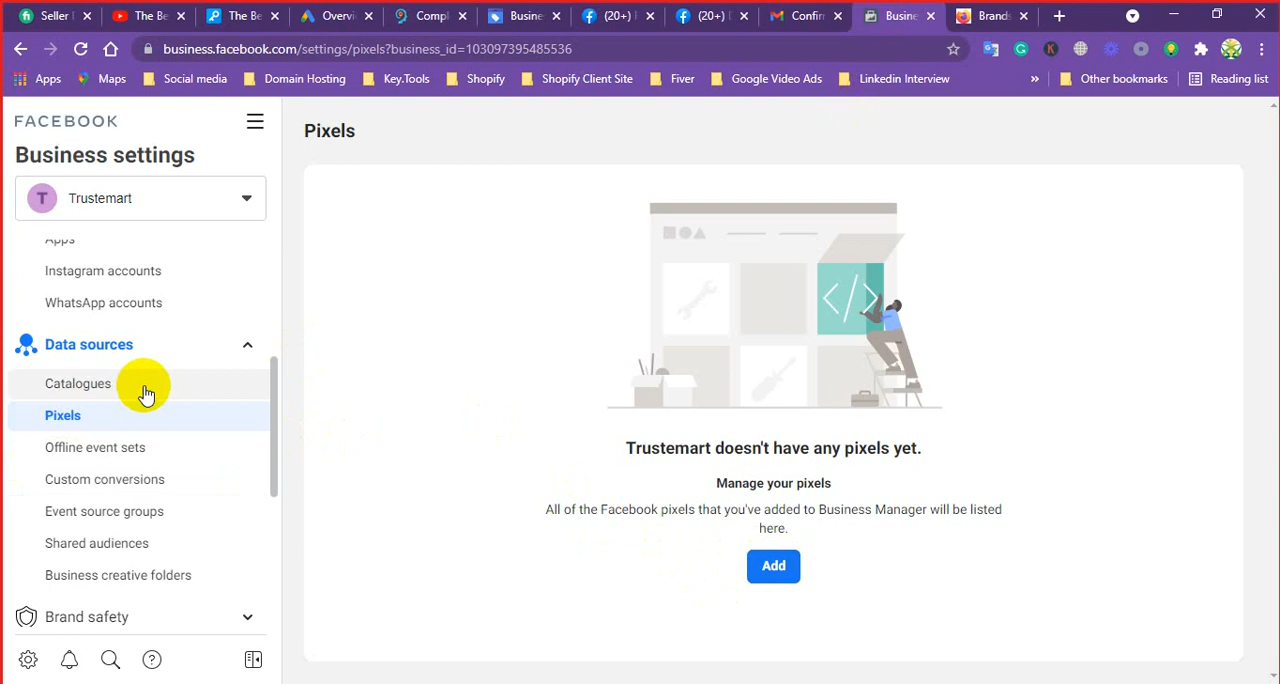 Seller
The Be
The Be
Overvi
Compl
Busine
(20+) F
(20+) [
Confirm
Busine
Brands
business.facebook.com/settings/pixels?business_id=103097395485536
Apps
Maps
Social media
Domain Hosting
Key.Tools
Shopify
Shopify Client Site
Fiver
Google Video Ads
Linkedin Interview
»
Other bookmarks
Reading list
FACEBOOK
Business settings
T Trustemart
Apps
Instagram accounts
WhatsApp accounts
Data sources
Catalogues
Pixels
Offline event sets
Custom conversions
Event source groups
Shared audiences
Business creative folders
Brand safety
Pixels
Trustemart doesn't have any pixels yet.
Manage your pixels
All of the Facebook pixels that you've added to Business Manager will be listed
here.
Add